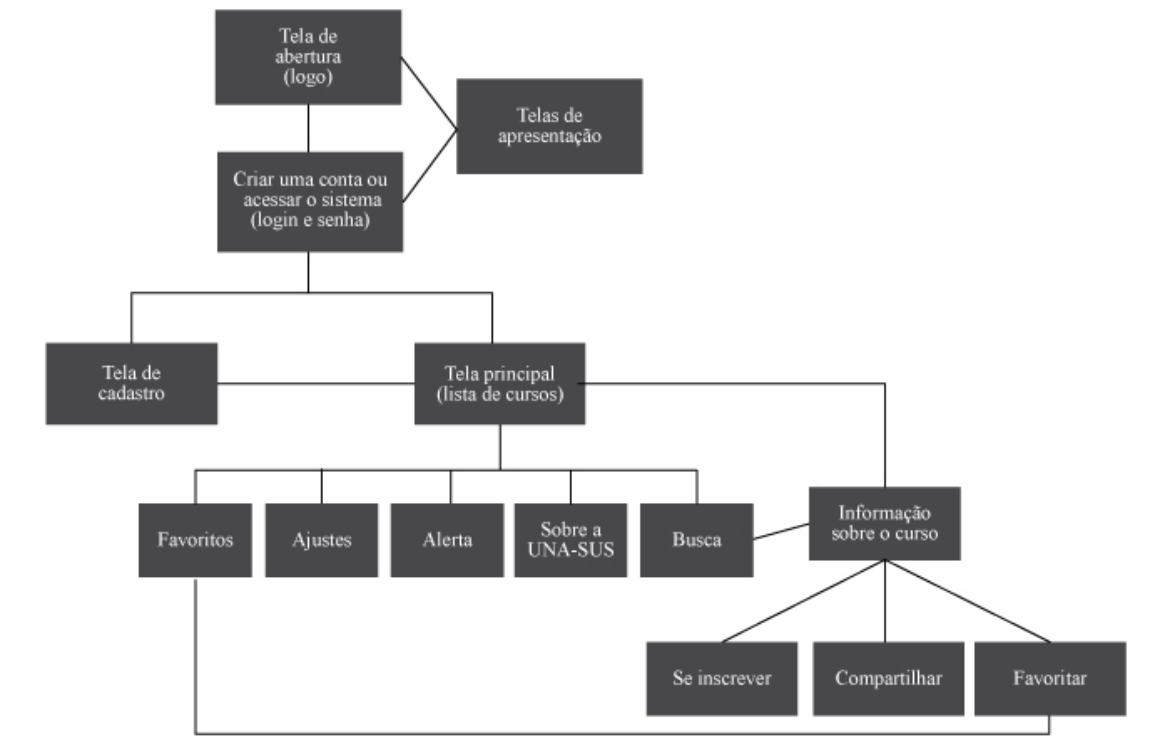 Tela de
abertura
(logo)
Telas de
apresentação
Criar uma conta ou
acessar o sistema
(login e senha)
Tela de
cadastro
Tela principal
(lista de cursos)
Informação
sobre o curso
Favoritos
Ajustes
Alerta
Sobre a
UNA-SUS
Busca
Se inscrever
Compartilhar
Favoritar